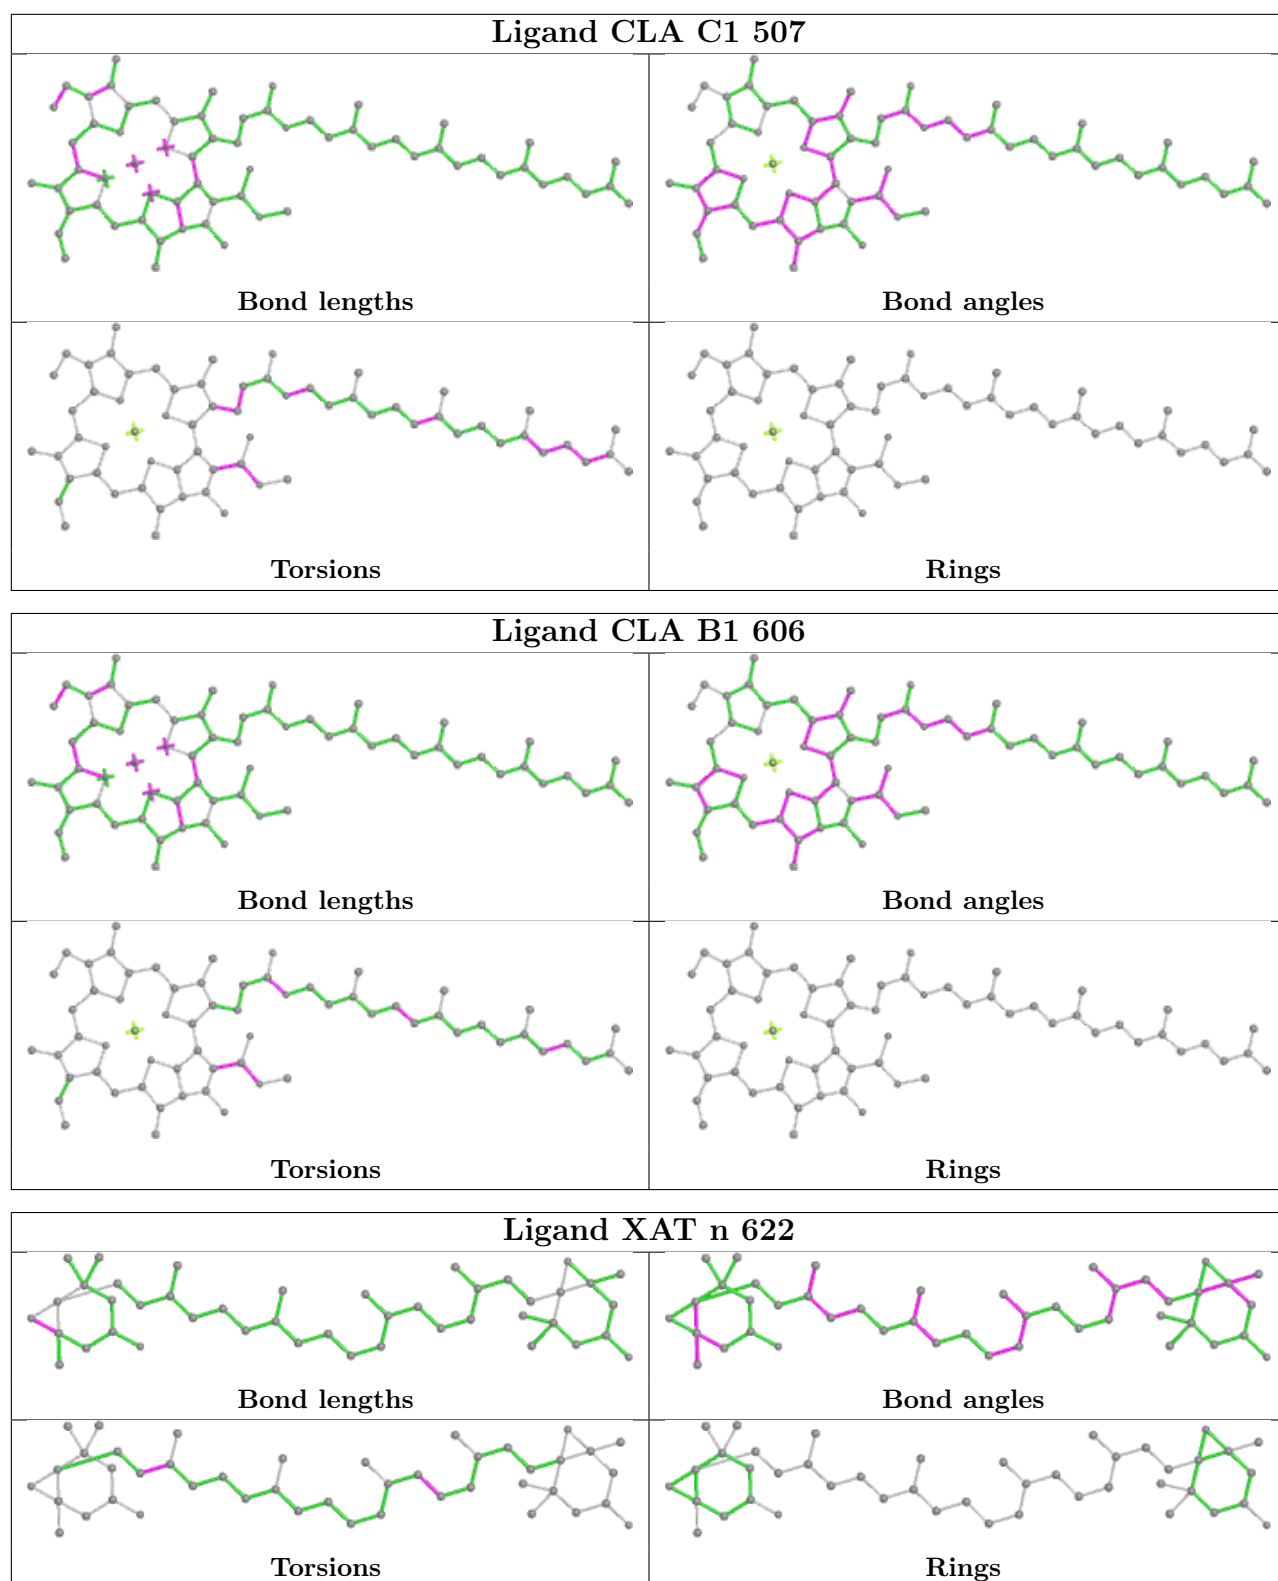 Ligand CLA C1 507
Bond lengths
Bond angles
Torsions
Rings
Ligand CLA B1 606
Bond lengths
Bond angles
Torsions
Rings
Ligand XAT n 622
Bond lengths
Bond angles
Torsions
Rings